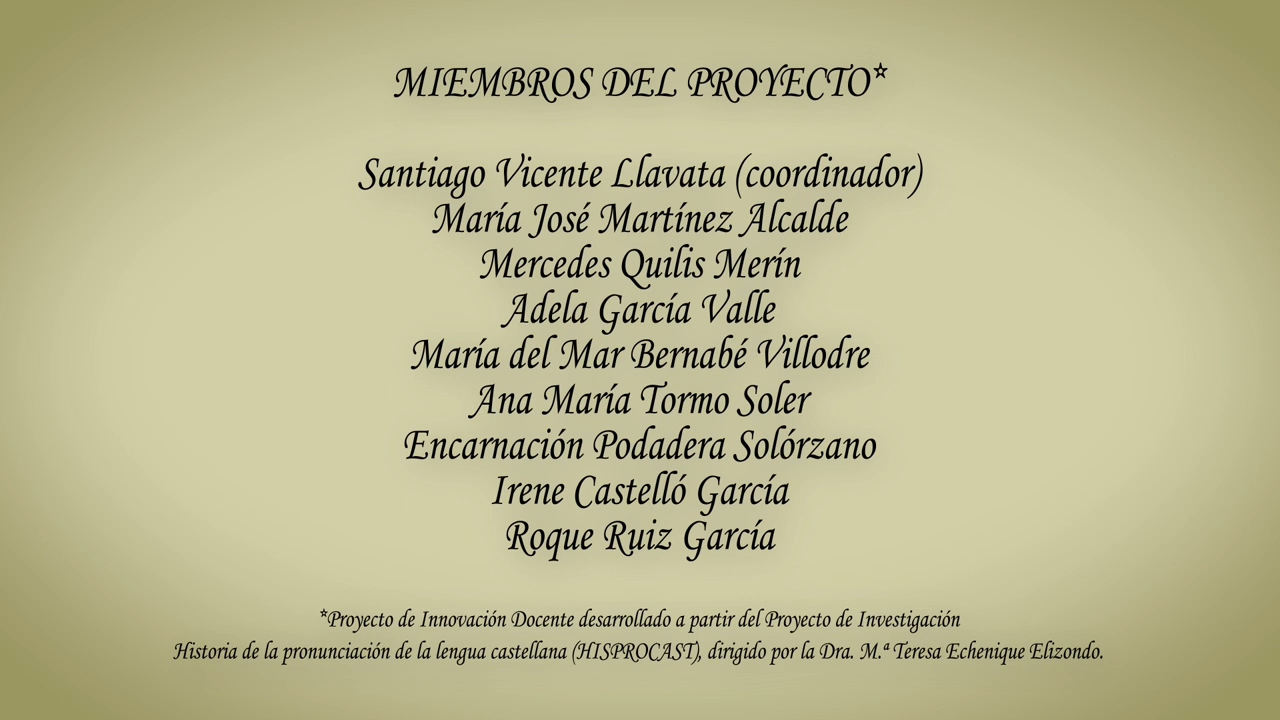 MIEMBROS DEL PROYECTO*
Santiago Vicente Llavata (coordinador)
María José Martínez Alcalde
Mercedes Quilis Merín
Adela García Valle
María del Mar Bernabé Villodre
Ana María Tormo Soler
Encarnación Podadera Solórzano
Irene Castelló García
Roque Ruiz García
*Proyecto de Innovación Docente desarrollado a partir del Proyecto de Investigación
Historia de la pronunciación de la lengua castellana (HISPROCAST), dirigido por la Dra. M.ª Teresa Echenique Elizondo.